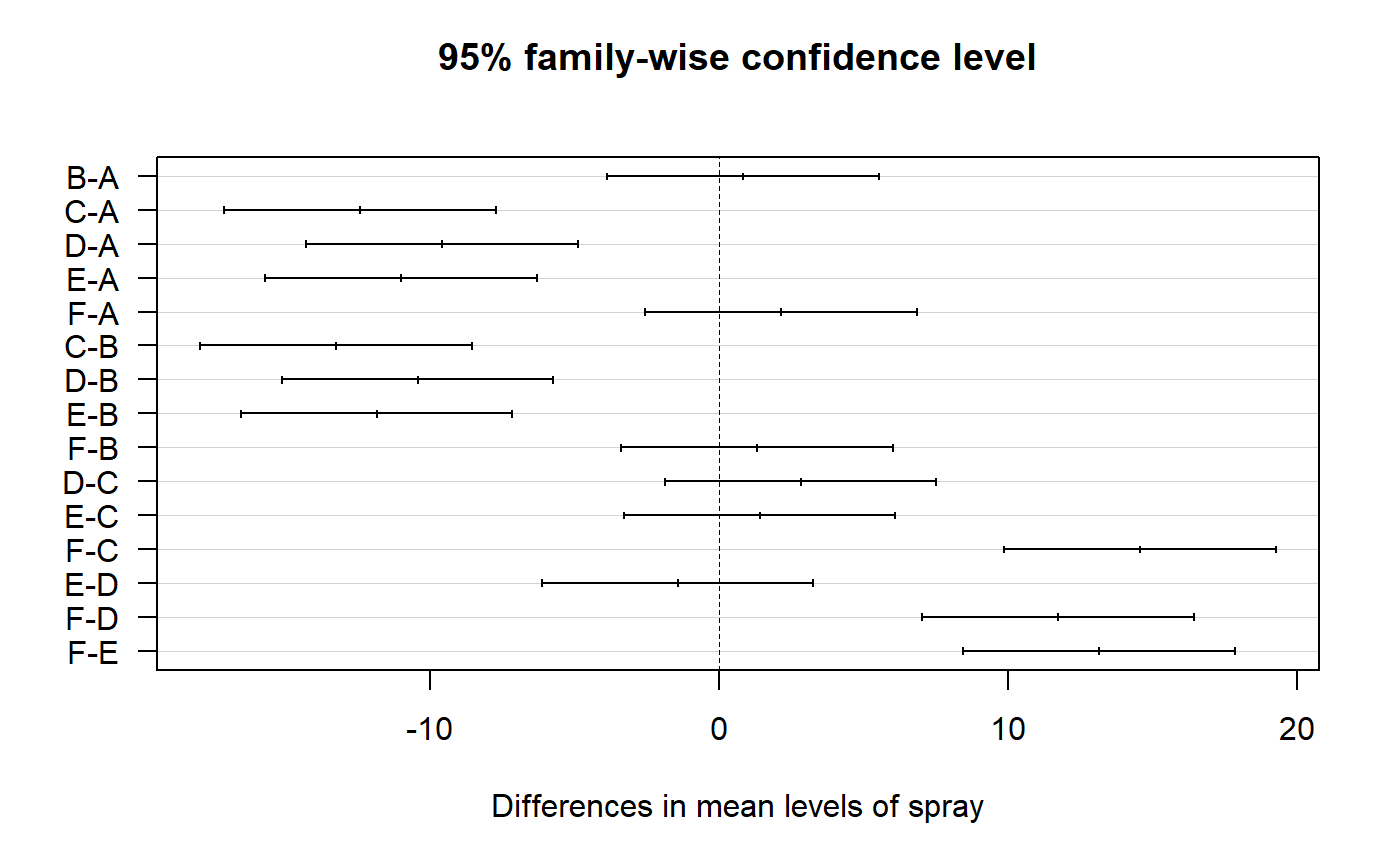 95% family-wise confidence level
B-A
C-A
D-A
E-A
F-A
C-B
D-B
E-B
F-B
D-C
E-C
F-C
E-D
F-D
F-E
-10 0 10 20
Differences in mean levels of spray